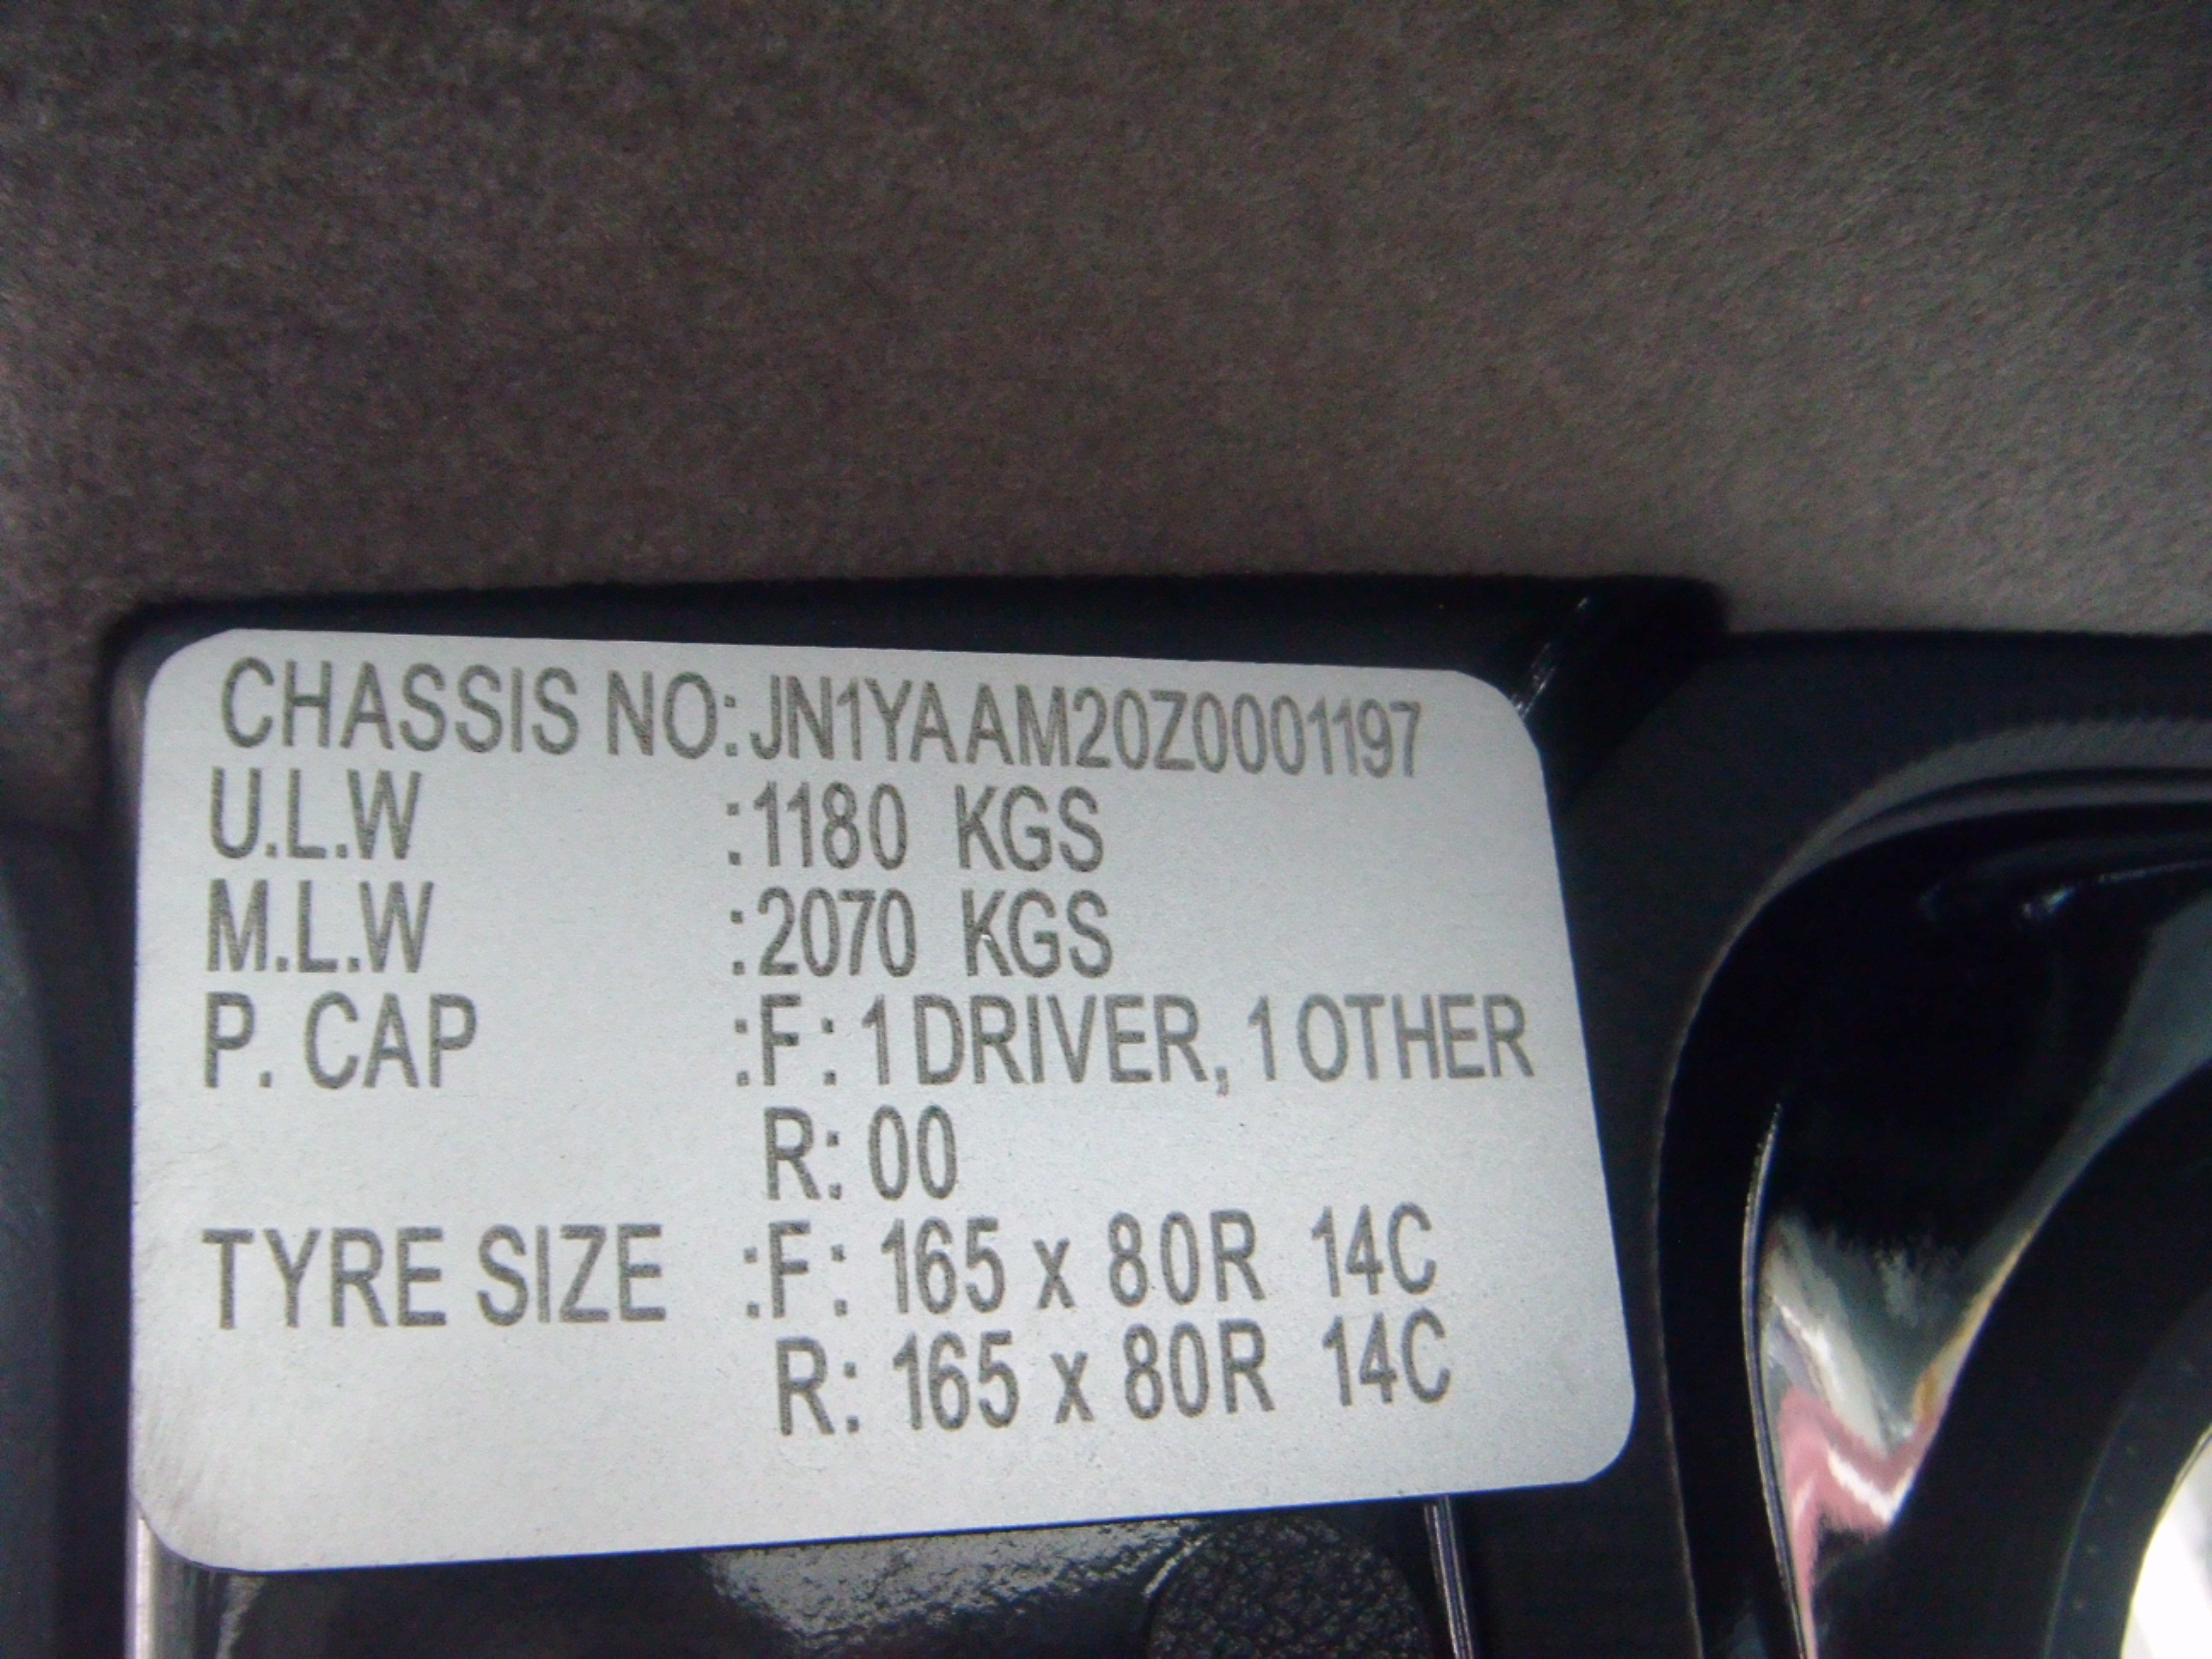 CHASSIS NO:JN1YAAM20Z0001197
U.L.W :1180 KGS
M.L.W :2070 KGS
P. CAP :F: 1 DRIVER, 1 OTHER
R: 00
TYRE SIZE :F: 165 x 80R 14C
R: 165 x 80R 14C